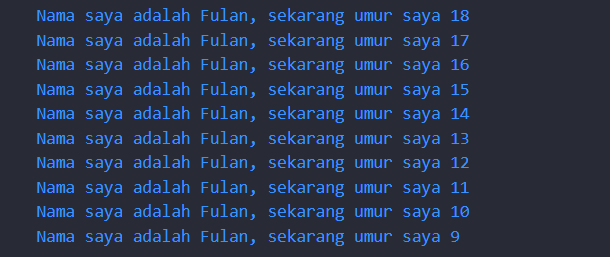 Nama saya adalah Fulan, sekarang umur saya 18
Nama saya adalah Fulan, sekarang umur saya 17
Nama saya adalah Fulan, sekarang umur saya 16
Nama saya adalah Fulan, sekarang umur saya 15
Nama saya adalah Fulan, sekarang umur saya 14
Nama saya adalah Fulan, sekarang umur saya 13
Nama saya adalah Fulan, sekarang umur saya 12
Nama saya adalah Fulan, sekarang umur saya 11
Nama saya adalah Fulan, sekarang umur saya 10
Nama saya adalah Fulan, sekarang umur saya 9